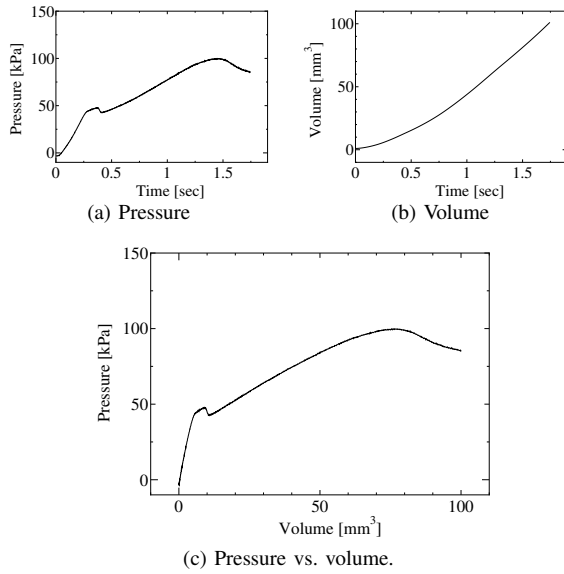 150
100
50
0
Pressure [kPa]
0 0.5 1 1.5
Time [sec]
(a) Pressure
100
50
0
Volume [mm³]
0 0.5 1 1.5
Time [sec]
(b) Volume
150
100
50
0
Pressure [kPa]
0 50 100
Volume [mm³]
(c) Pressure vs. volume.